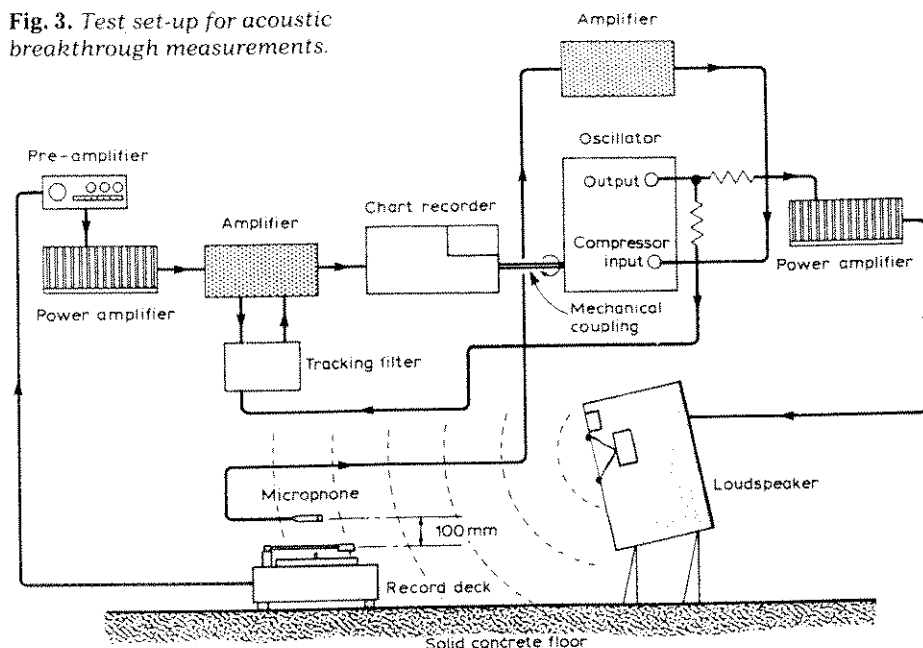 Fig. 3. Test set-up for acoustic
breakthrough measurements.
Amplifier
Oscillator
Pre-amplifier
Output
Amplifier
Chart recorder
Compressor
input
Power amplifier
Power amplifier
Mechanical
coupling
Tracking filter
Microphone
Loudspeaker
100mm
Record deck
Solid concrete floor